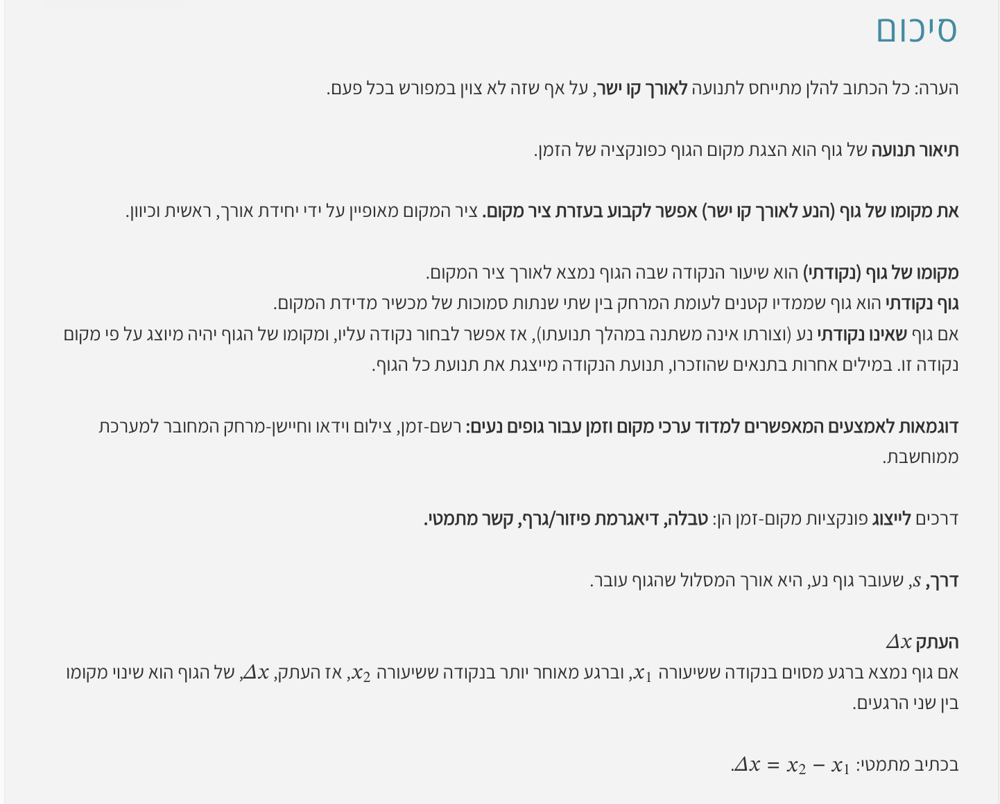 סיכום
הערה: כל הכתוב להלן מתייחס לתנועה לאורך קו ישר, על אף שזה לא צוין במפורש בכל פעם.
תיאור תנועה של גוף הוא הצגת מקום הגוף כפונקציה של הזמן.
את מקומו של גוף (הנע לאורך קו ישר) אפשר לקבוע בעזרת ציר מקום. ציר המקום מאופיין על ידי יחידת אורך, ראשית וכיוון.
מקומו של גוף (נקודתי) הוא שיעור הנקודה שבה הגוף נמצא לאורך ציר המקום.
גוף נקודתי הוא גוף שממדיו קטנים לעומת המרחק בין שתי שנתות סמוכות של מכשיר מדידת המקום.
אם גוף שאינו נקודתי נע (וצורתו אינה משתנה במהלך תנועתו), אז אפשר לבחור נקודה עליו, ומקומו של הגוף יהיה מיוצג על פי מקום
נקודה זו. במילים אחרות בתנאים שהוזכרו, תנועת הנקודה מייצגת את תנועת כל הגוף.
דוגמאות לאמצעים המאפשרים למדוד ערכי מקום וזמן עבור גופים נעים: רשם-זמן, צילום וידאו וחיישן-מרחק המחובר למערכת
ממוחשבת.
דרכים לייצוג פונקציות מקום-זמן הן: טבלה, דיאגרמת פיזור/גרף, קשר מתמטי.
דרך, s, שעובר גוף נע, היא אורך המסלול שהגוף עובר.
העתק Δx
אם גוף נמצא ברגע מסוים בנקודה ששיעורה x₁, וברגע מאוחר יותר בנקודה ששיעורה x₂, אז העתק, Δx, של הגוף הוא שינוי מקומו
בין שני הרגעים.
בכתיב מתמטי: Δx = x₂ − x₁.